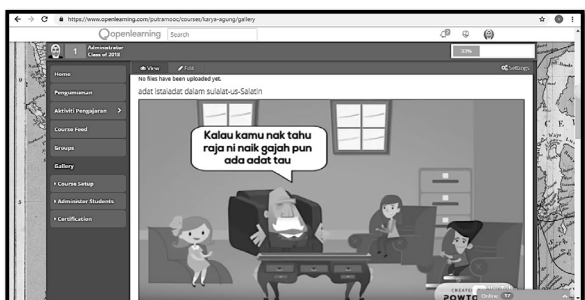 https://www.openlearning.com/putramooc/courses/karya-agung/gallery
openlearning
Search
1
Administrator
Class of 2018
33%
Home
Pengumuman
Aktiviti Pengajaran
Course Feed
Groups
Gallery
Course Setup
Administer Students
Certification
View
Edit
Settings
No files have been uploaded yet.
adat istaiadat dalam sulalat-us-Salatin
Kalau kamu nak tahu
raja ni naik gajah pun
ada adat tau
CREATED
POWTO
Online 17